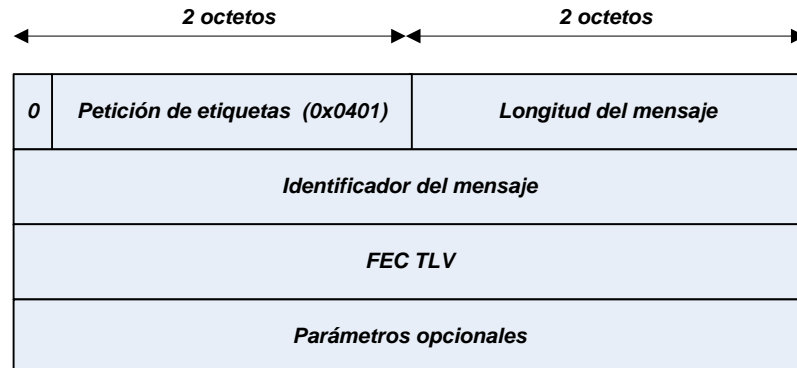 2 octetos 2 octetos
0 Petición de etiquetas (0x0401) Longitud del mensaje
Identificador del mensaje
FEC TLV
Parámetros opcionales